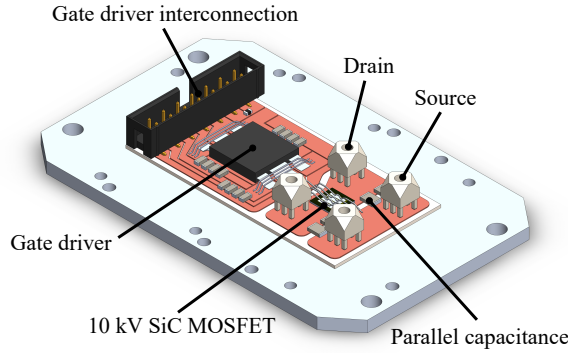 Gate driver interconnection
Drain
Source
Gate driver
10 kV SiC MOSFET
Parallel capacitance